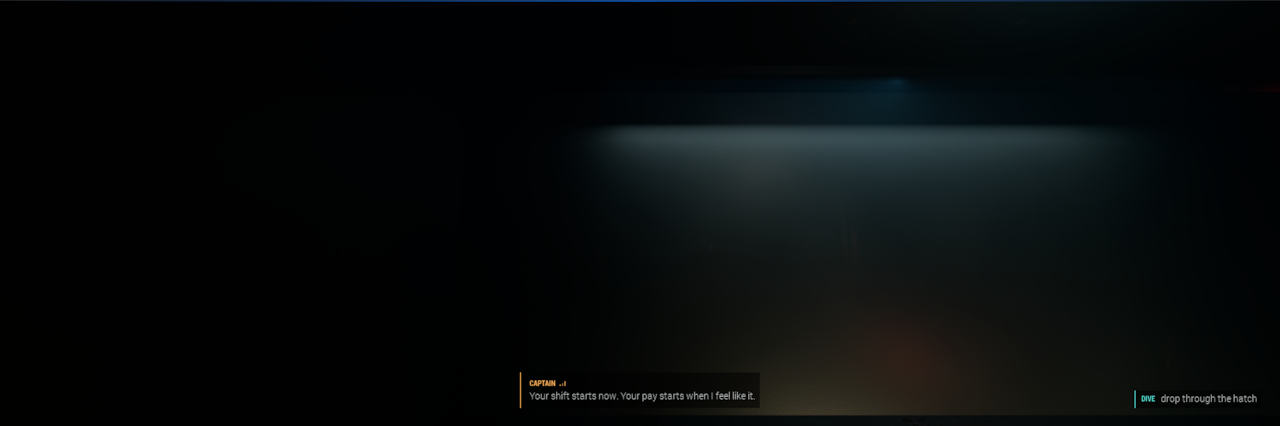 CAPTAIN
Your shift starts now. Your pay starts when I feel like it.
DIVE drop through the hatch